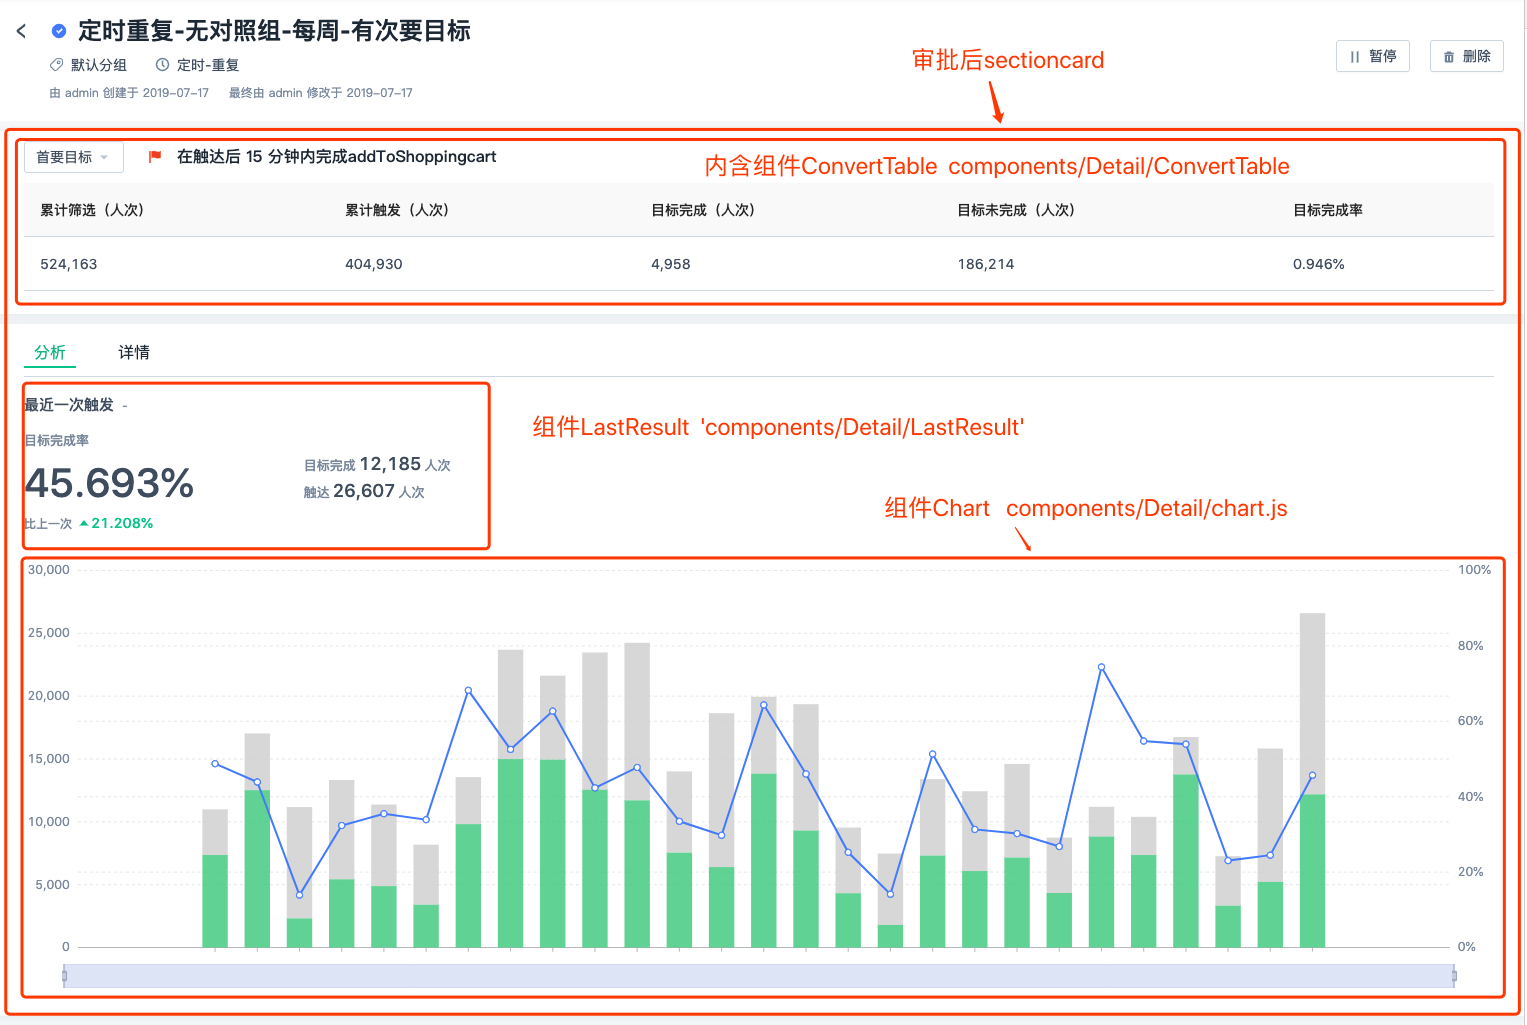 定时重复-无对照组-每周-有次要目标
默认分组 定时-重复
由 admin 创建于 2019-07-17 最终由 admin 修改于 2019-07-17
审批后sectioncard
暂停 删除
首要目标 在触达后 15 分钟内完成addToShoppingcart
内含组件ConvertTable components/Detail/ConvertTable
累计筛选（人次） 累计触发（人次） 目标完成（人次） 目标未完成（人次） 目标完成率
524,163 404,930 4,958 186,214 0.946%
分析 详情
最近一次触发 -
组件LastResult 'components/Detail/LastResult'
目标完成率
45.693%
目标完成 12,185 人次
触达 26,607 人次
比上一次 21.208%
组件Chart components/Detail/chart.js
30,000 100%
25,000 80%
20,000
60%
15,000
10,000 40%
5,000 20%
0 0%